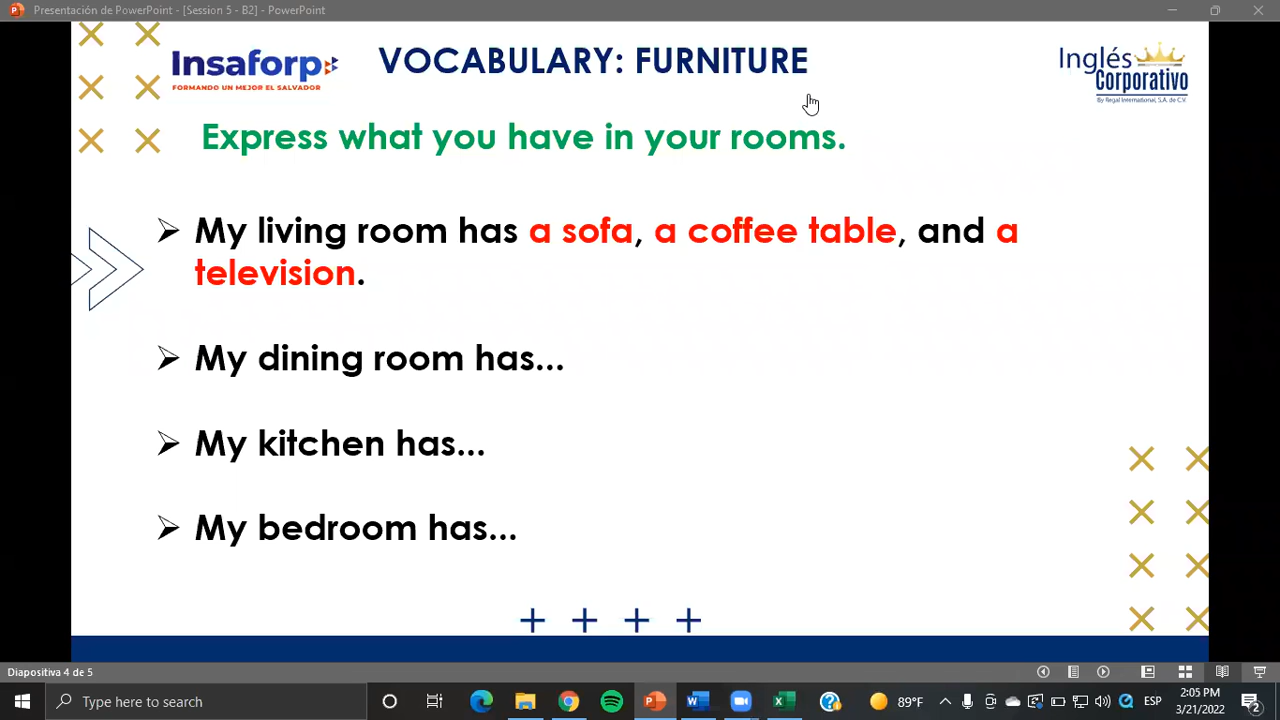 Presentación de PowerPoint - [Session 5 - B2] - PowerPoint
Insaforp
FORMANDO UN MEJOR EL SALVADOR
VOCABULARY: FURNITURE
Inglés
Corporativo
By Regal International, S.A. de C.V.
Express what you have in your rooms.
My living room has a sofa, a coffee table, and a
television.
My dining room has...
My kitchen has...
My bedroom has...
Diapositiva 4 de 5
Type here to search
89°F
ESP
2:05 PM
3/21/2022
2